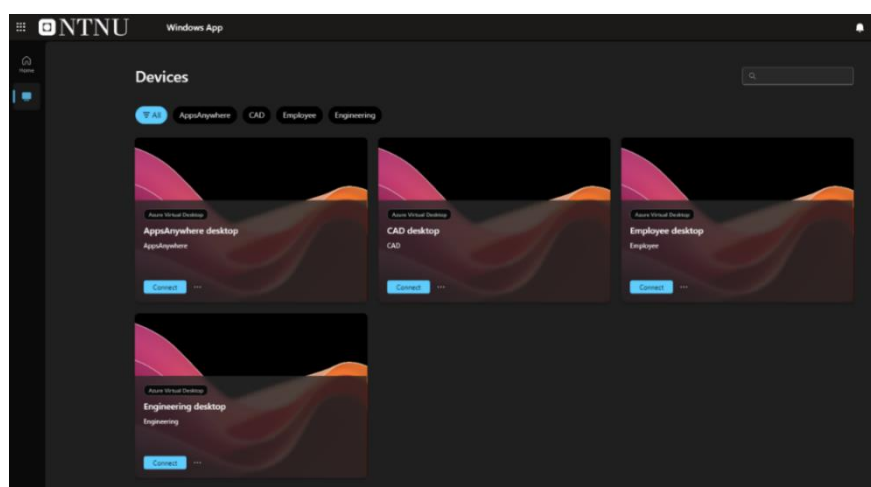 NTNU Windows App
Home
Devices
All AppsAnywhere CAD Employee Engineering
Azure Virtual Desktop
AppsAnywhere desktop
AppsAnywhere
Connect
Azure Virtual Desktop
CAD desktop
CAD
Connect
Azure Virtual Desktop
Employee desktop
Employee
Connect
Azure Virtual Desktop
Engineering desktop
Engineering
Connect